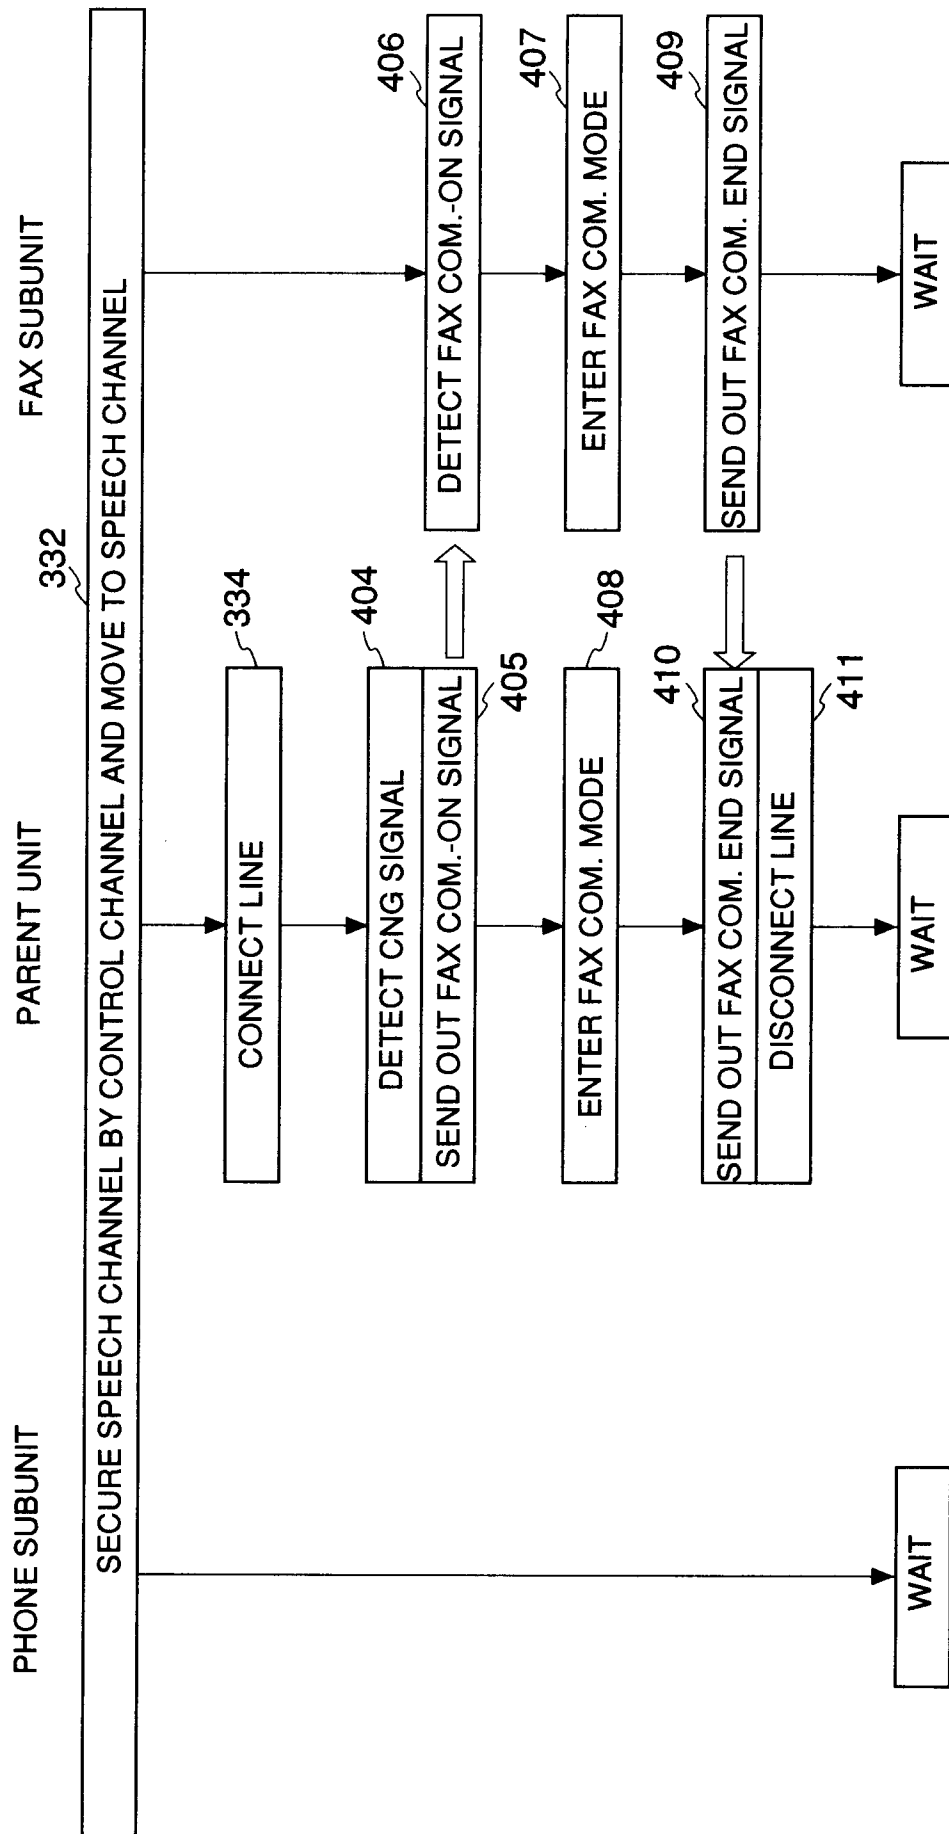 PHONE SUBUNIT
PARENT UNIT
FAX SUBUNIT
332
SECURE SPEECH CHANNEL BY CONTROL CHANNEL AND MOVE TO SPEECH CHANNEL
334
CONNECT LINE
404
DETECT CNG SIGNAL
SEND OUT FAX COM.-ON SIGNAL
405
406
DETECT FAX COM.-ON SIGNAL
407
ENTER FAX COM. MODE
408
ENTER FAX COM. MODE
409
SEND OUT FAX COM. END SIGNAL
410
SEND OUT FAX COM. END SIGNAL
DISCONNECT LINE
411
WAIT
WAIT
WAIT